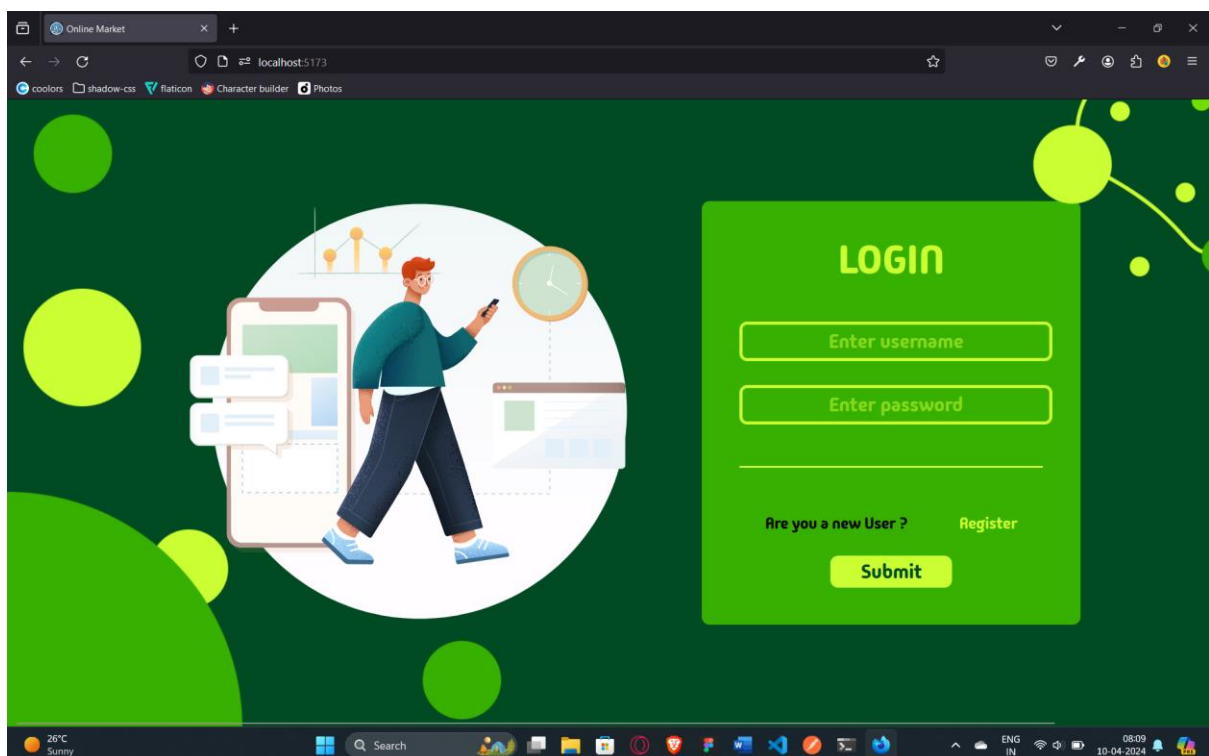 Online Market
localhost:5173
coolors shadow-css flaticon Character builder Photos
LOGIN
Enter username
Enter password
Are you a new User ? Register
Submit
26°C
Sunny
Search
ENG
IN
08:09
10-04-2024